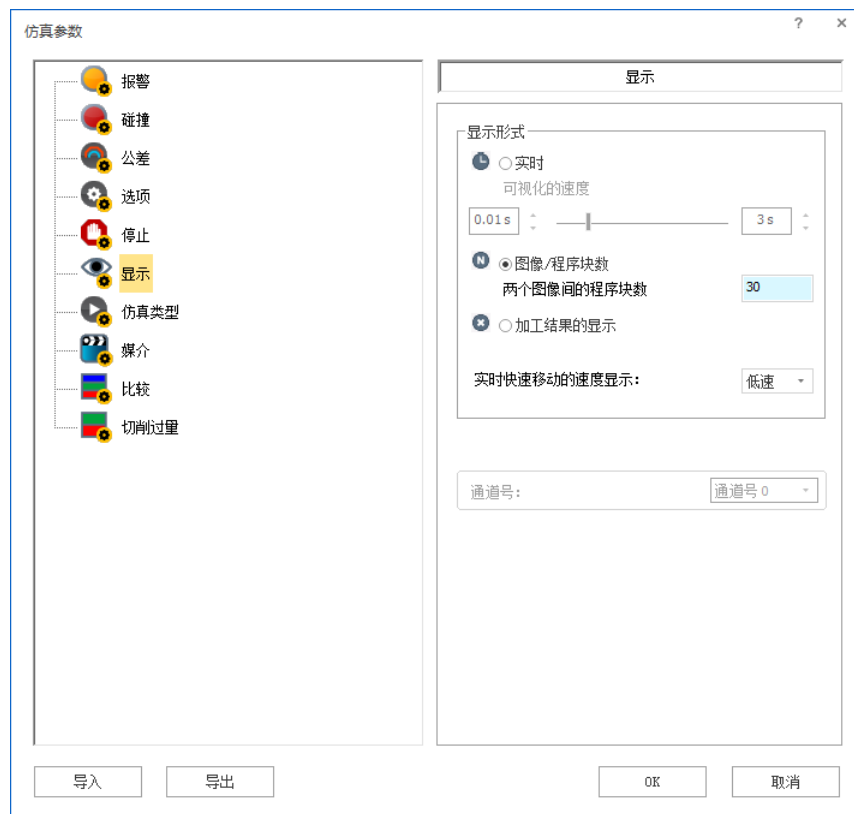 仿真参数
? ×
报警
碰撞
公差
选项
停止
显示
仿真类型
媒介
比较
切削过量
显示
显示形式
实时
可视化的速度
0.01s
3s
N
图像/程序块数
两个图像间的程序块数
30
加工结果的显示
实时快速移动的速度显示:
低速
通道号:
通道号 0
导入
导出
OK
取消